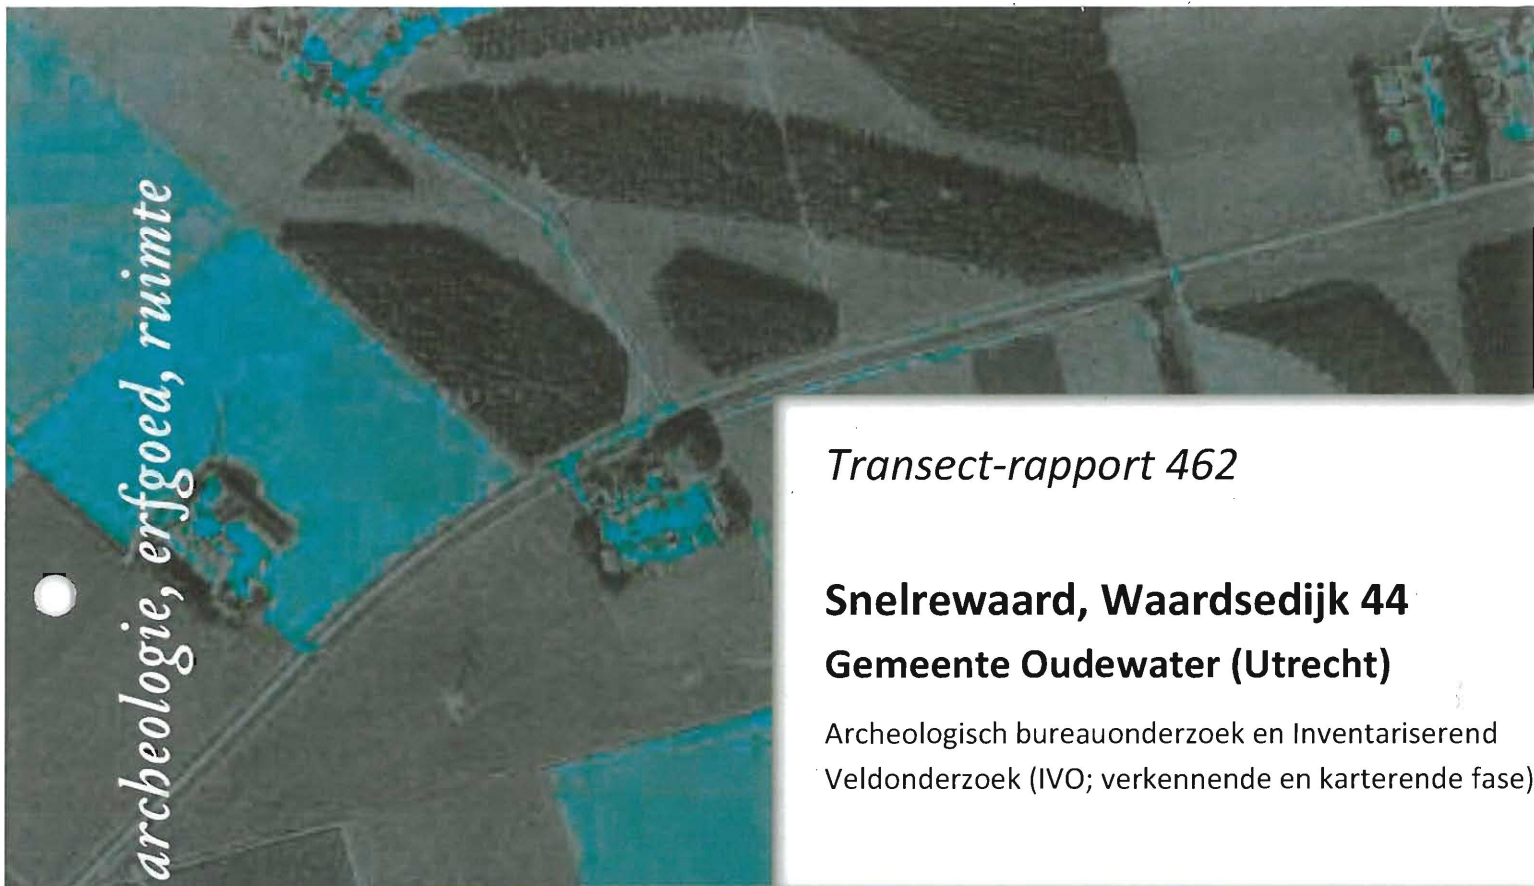 archeologie, erfgoed, ruimte
Transect-rapport 462
Snelrewaard, Waardsedijk 44
Gemeente Oudewater (Utrecht)
Archeologisch bureauonderzoek en Inventariserend
Veldonderzoek (IVO; verkennende en karterende fase)